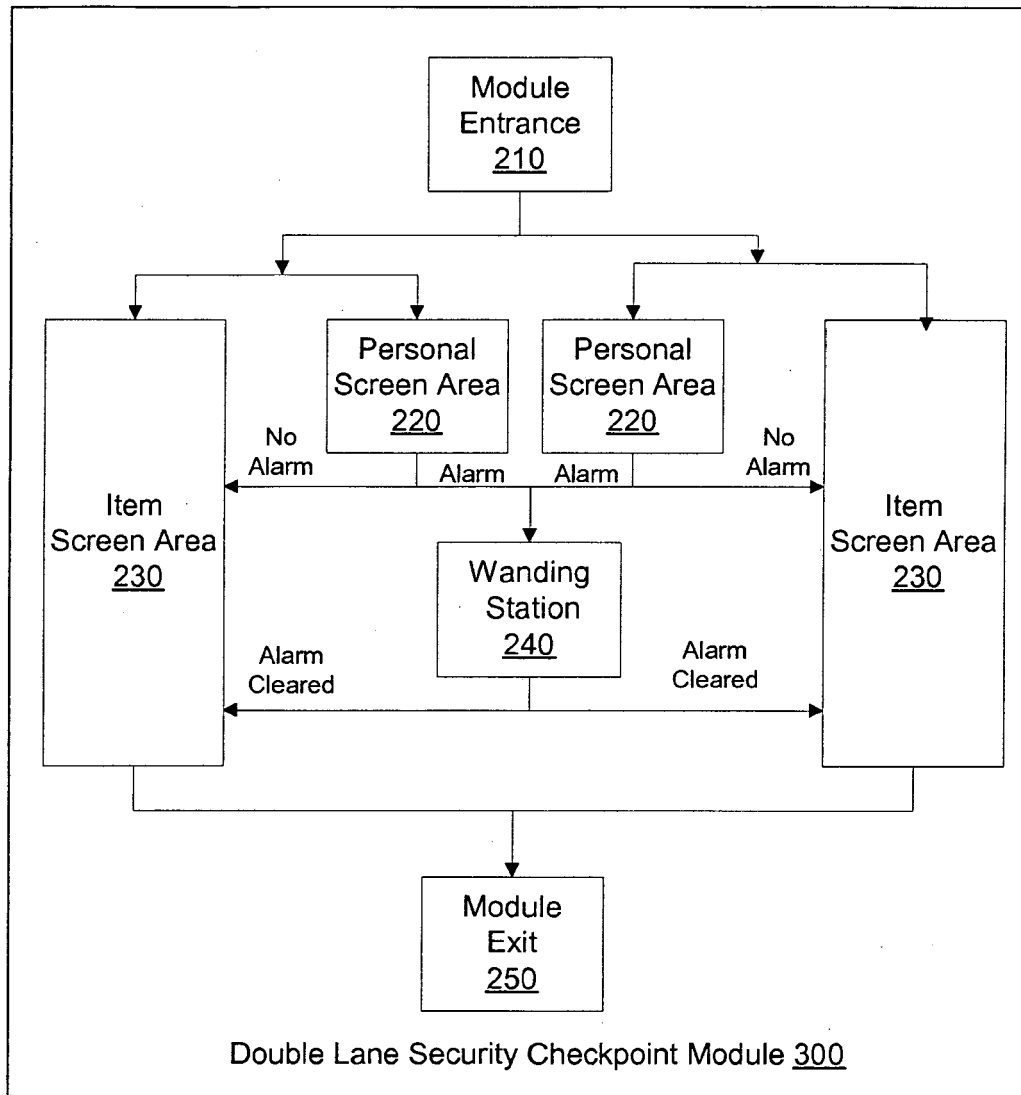 Module
Entrance
210
Personal
Screen Area
220
Personal
Screen Area
220
No
Alarm
Alarm
Alarm
No
Alarm
Item
Screen Area
230
Item
Screen Area
230
Wanding
Station
240
Alarm
Cleared
Alarm
Cleared
Module
Exit
250
Double Lane Security Checkpoint Module 300